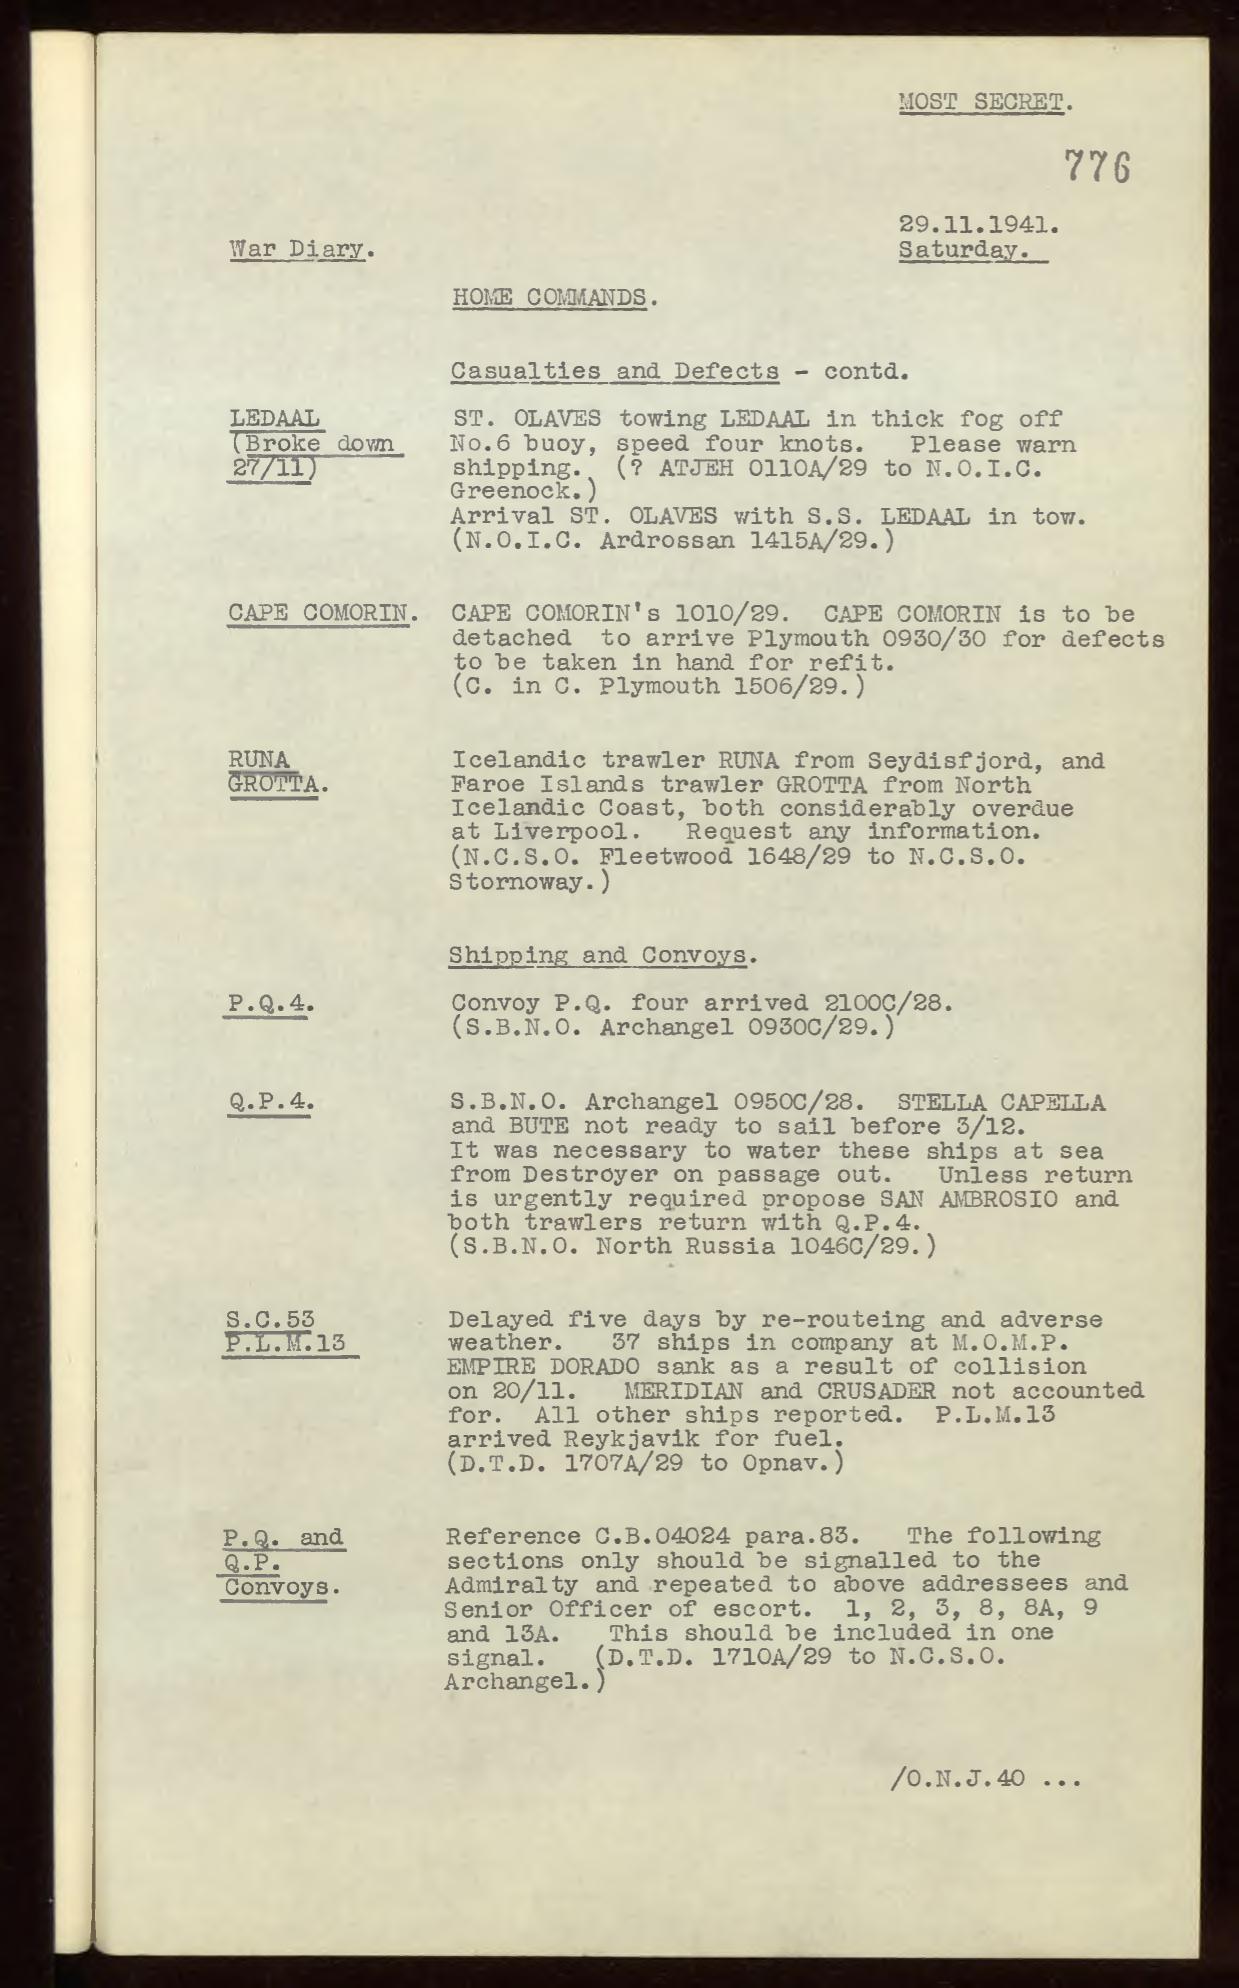 MOST SECRET.
776
29.11.1941.
War Diary.
Saturday.
HOME COMMANDS.
Casualties and Defects - contd.
LEDAAL
(Broke down
27/11)
ST. OLAVES towing LEDAAL in thick fog off
No.6 buoy, speed four knots. Please warn
shipping. (? ATJEH 0110A/29 to N.O.I.C.
Greenock.)
Arrival ST. OLAVES with S.S. LEDAAL in tow.
(N.O.I.C. Ardrossan 1415A/29.)
CAPE COMORIN.
CAPE COMORIN's 1010/29. CAPE COMORIN is to be
detached to arrive Plymouth 0930/30 for defects
to be taken in hand for refit.
(C. in C. Plymouth 1506/29.)
RUNA
GROTTA.
Icelandic trawler RUNA from Seydisfjord, and
Faroe Islands trawler GROTTA from North
Icelandic Coast, both considerably overdue
at Liverpool. Request any information.
(N.C.S.O. Fleetwood 1648/29 to N.C.S.O.
Stornoway.)
Shipping and Convoys.
P.Q.4.
Convoy P.Q. four arrived 2100C/28.
(S.B.N.O. Archangel 0930C/29.)
Q.P.4.
S.B.N.O. Archangel 0950C/28. STELLA CAPELLA
and BUTE not ready to sail before 3/12.
It was necessary to water these ships at sea
from Destroyer on passage out. Unless return
is urgently required propose SAN AMBROSIO and
both trawlers return with Q.P.4.
(S.B.N.O. North Russia 1046C/29.)
S.C.53
P.L.M.13
Delayed five days by re-routeing and adverse
weather. 37 ships in company at M.O.M.P.
EMPIRE DORADO sank as a result of collision
on 20/11. MERIDIAN and CRUSADER not accounted
for. All other ships reported. P.L.M.13
arrived Reykjavik for fuel.
(D.T.D. 1707A/29 to Opnav.)
P.Q. and
Q.P.
Convoys.
Reference C.B.04024 para.83. The following
sections only should be signalled to the
Admiralty and repeated to above addressees and
Senior Officer of escort. 1, 2, 3, 8, 8A, 9
and 13A. This should be included in one
signal. (D.T.D. 1710A/29 to N.C.S.O.
Archangel.)
/O.N.J.40 ...